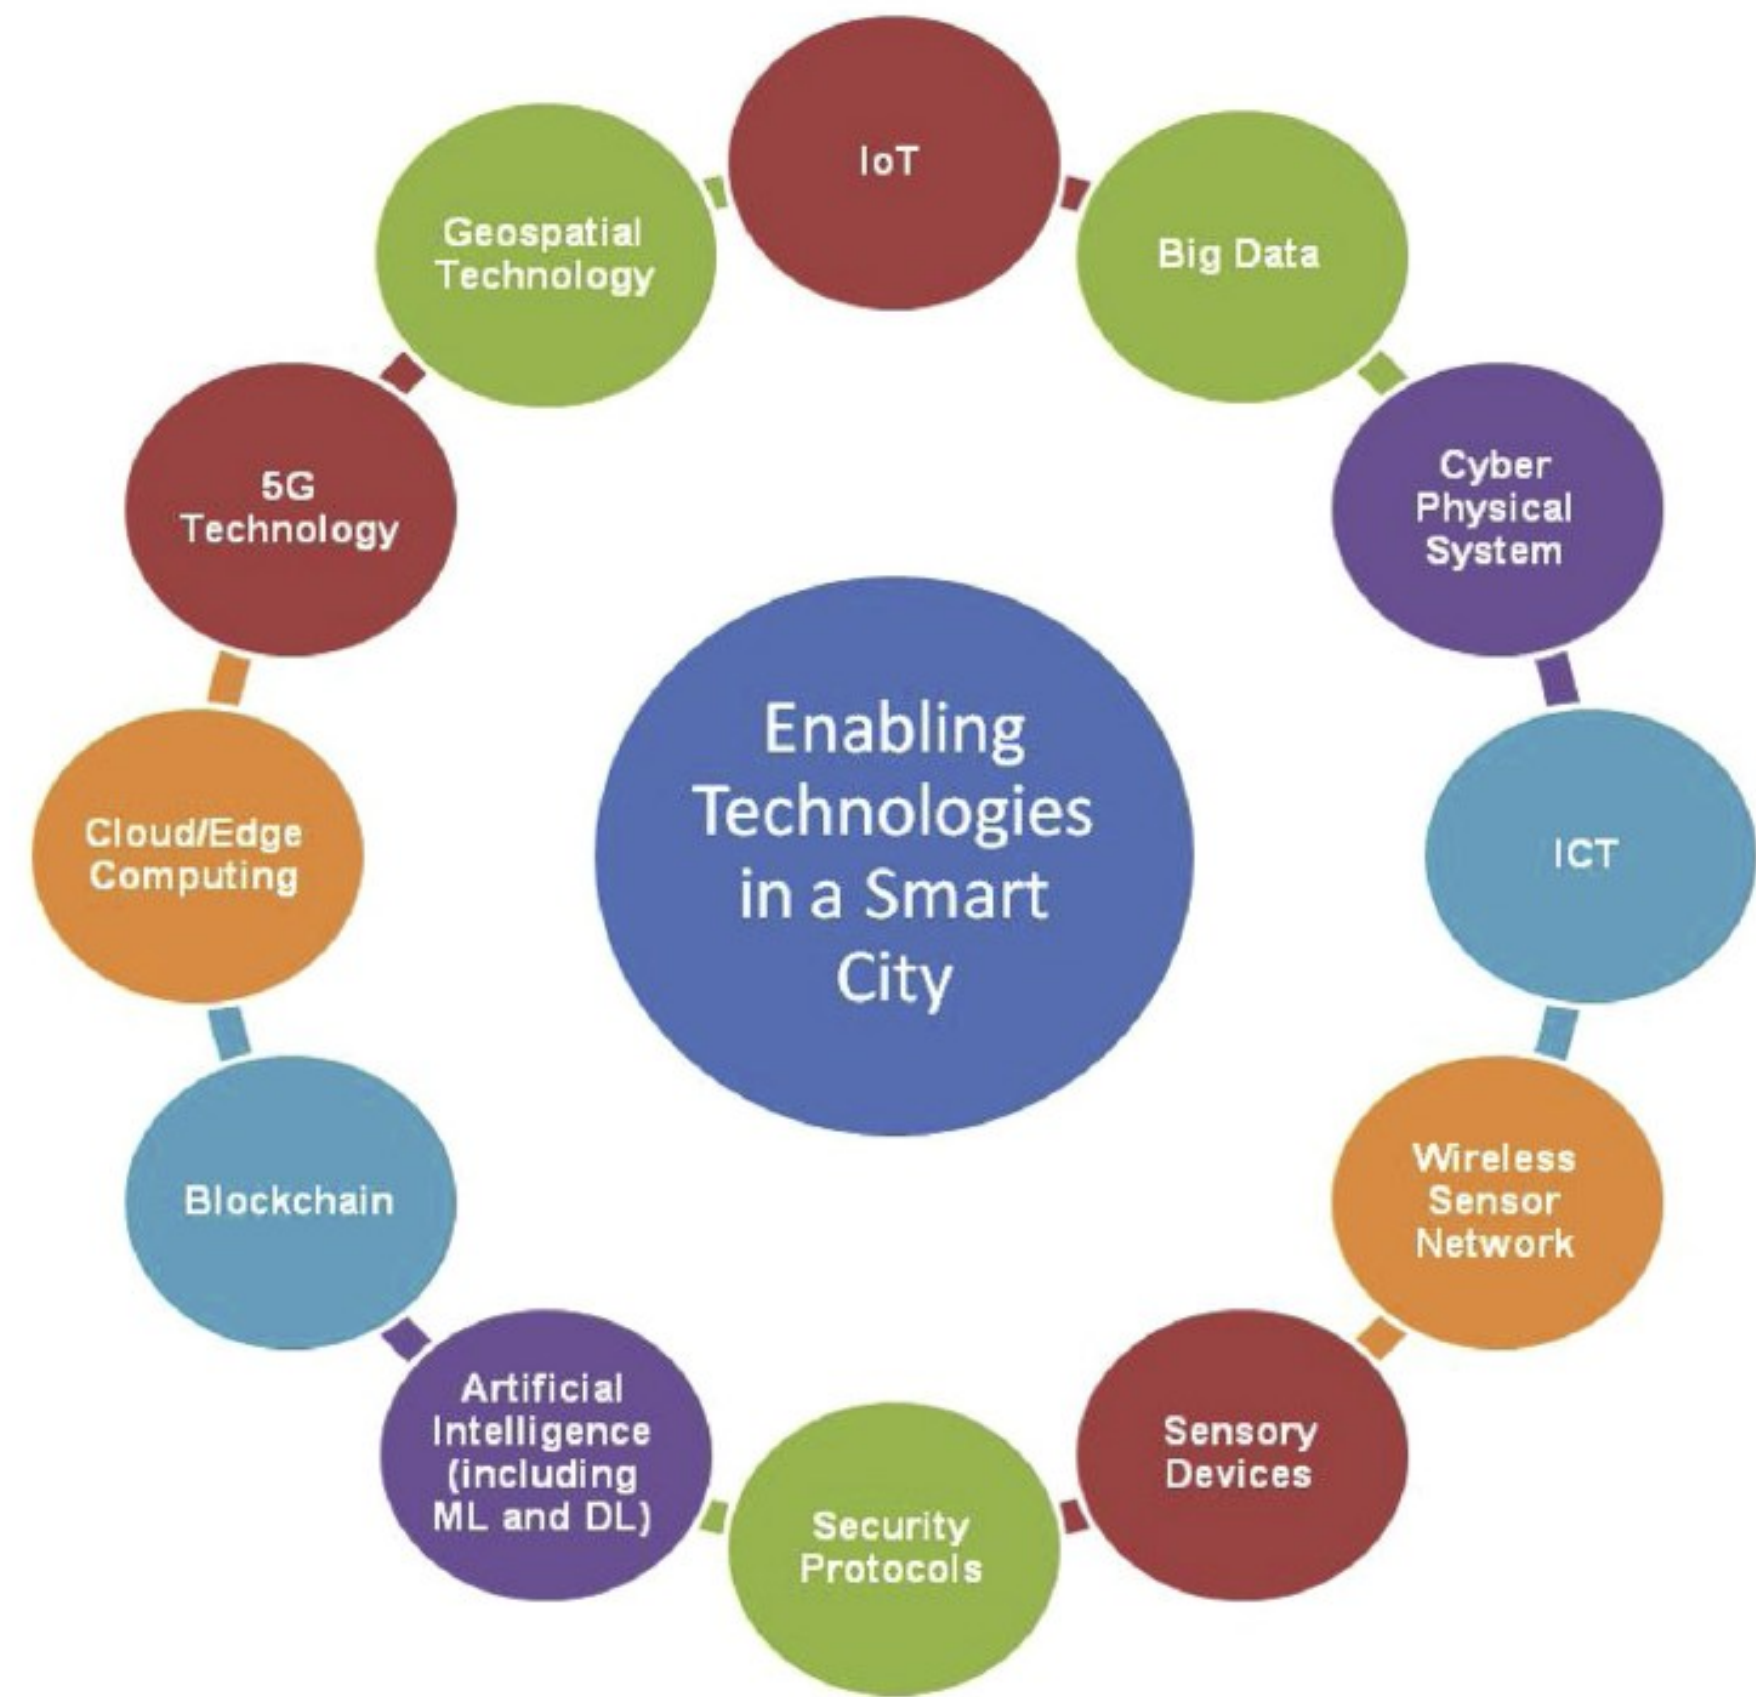 IoT
Big Data
Cyber
Physical
System
ICT
Wireless
Sensor
Network
Sensory
Devices
Security
Protocols
Artificial
Intelligence
(including
ML and DL)
Blockchain
Cloud/Edge
Computing
5G
Technology
Geospatial
Technology
Enabling
Technologies
in a Smart
City